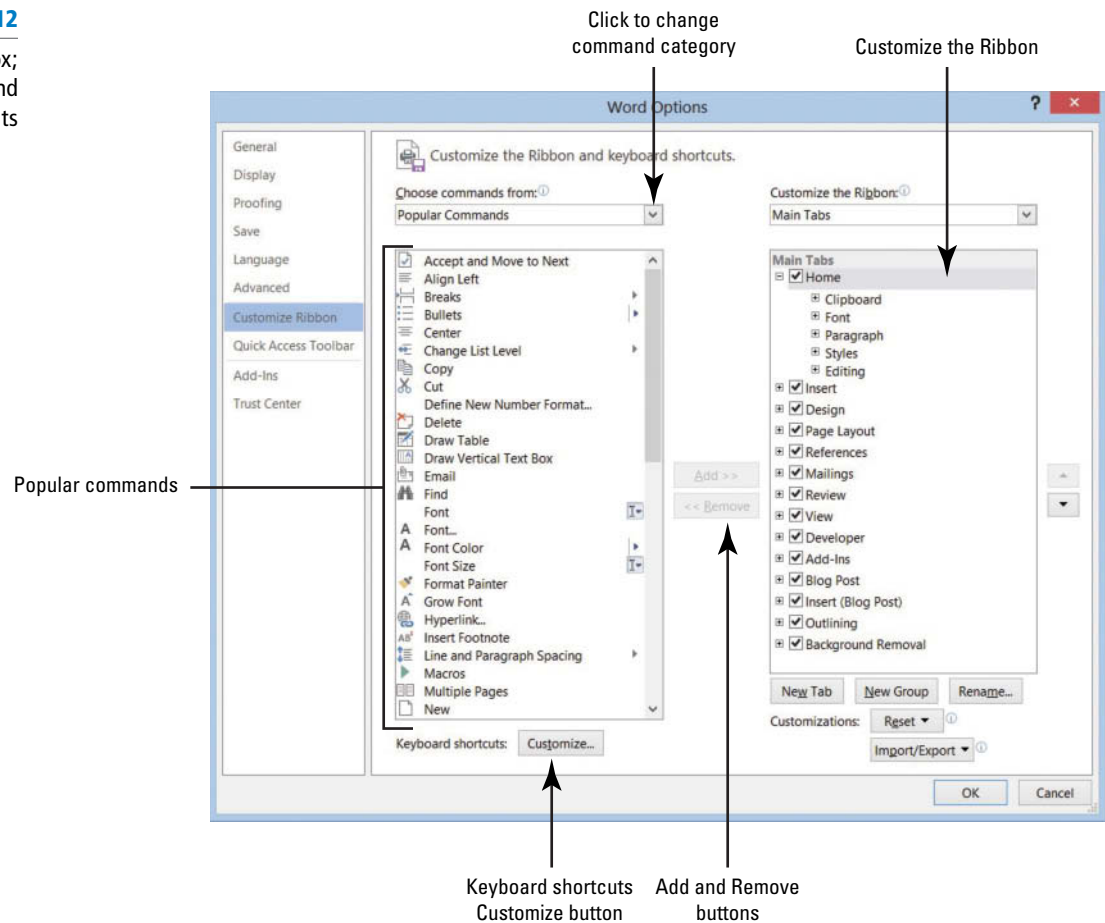 12
x;
nd
ts
Click to change
command category
Customize the Ribbon
Word Options
?
General
Display
Proofing
Save
Language
Advanced
Customize Ribbon
Quick Access Toolbar
Add-Ins
Trust Center
Customize the Ribbon and keyboard shortcuts.
Choose commands from:
Popular Commands
Accept and Move to Next
Align Left
Breaks
Bullets
Center
Change List Level
Copy
Cut
Define New Number Format...
Delete
Draw Table
Draw Vertical Text Box
Email
Find
Font
Font...
Font Color
Font Size
Format Painter
Grow Font
Hyperlink...
Insert Footnote
Line and Paragraph Spacing
Macros
Multiple Pages
New
Keyboard shortcuts: Customize...
Add >>
<< Remove
Customize the Ribbon:
Main Tabs
Main Tabs
Home
Clipboard
Font
Paragraph
Styles
Editing
Insert
Design
Page Layout
References
Mailings
Review
View
Developer
Add-Ins
Blog Post
Insert (Blog Post)
Outlining
Background Removal
New Tab New Group Rename...
Customizations: Reset
Import/Export
OK Cancel
Popular commands
Keyboard shortcuts
Customize button
Add and Remove
buttons